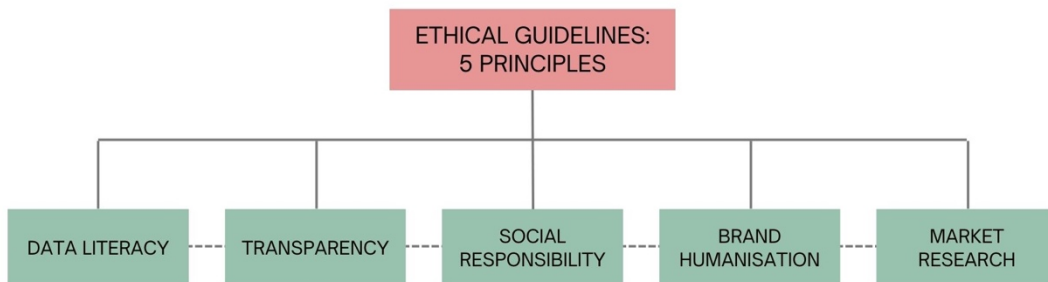 ETHICAL GUIDELINES:
5 PRINCIPLES
DATA LITERACY
TRANSPARENCY
SOCIAL
RESPONSIBILITY
BRAND
HUMANISATION
MARKET
RESEARCH